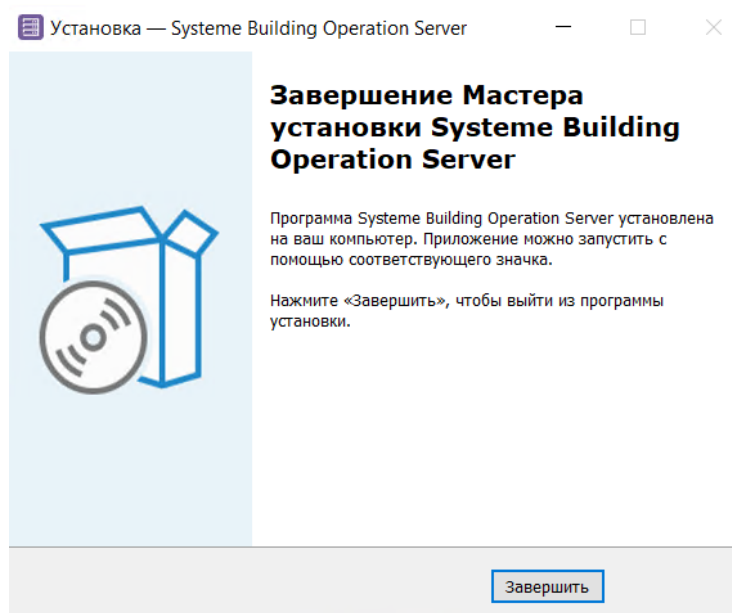 Установка — Systeme Building Operation Server
Завершение Мастера
установки Systeme Building
Operation Server
Программа Systeme Building Operation Server установлена
на ваш компьютер. Приложение можно запустить с
помощью соответствующего значка.
Нажмите «Завершить», чтобы выйти из программы
установки.
Завершить